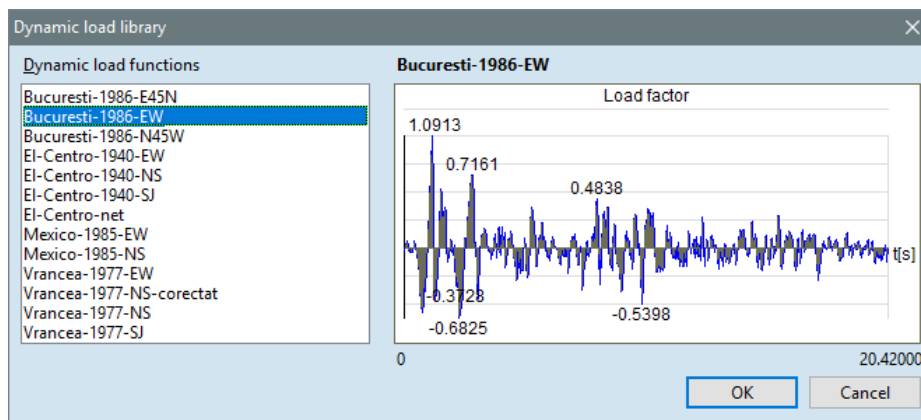 Dynamic load library
Dynamic load functions
Bucuresti-1986-E45N
Bucuresti-1986-EW
Bucuresti-1986-N45W
El-Centro-1940-EW
El-Centro-1940-NS
El-Centro-1940-SJ
El-Centro-net
Mexico-1985-EW
Mexico-1985-NS
Vrancea-1977-EW
Vrancea-1977-NS-corectat
Vrancea-1977-NS
Vrancea-1977-SJ
Bucuresti-1986-EW
Load factor
1.0913
0.7161
0.4838
t[s]
-0.3728
-0.5398
-0.6825
0
20.42000
OK
Cancel